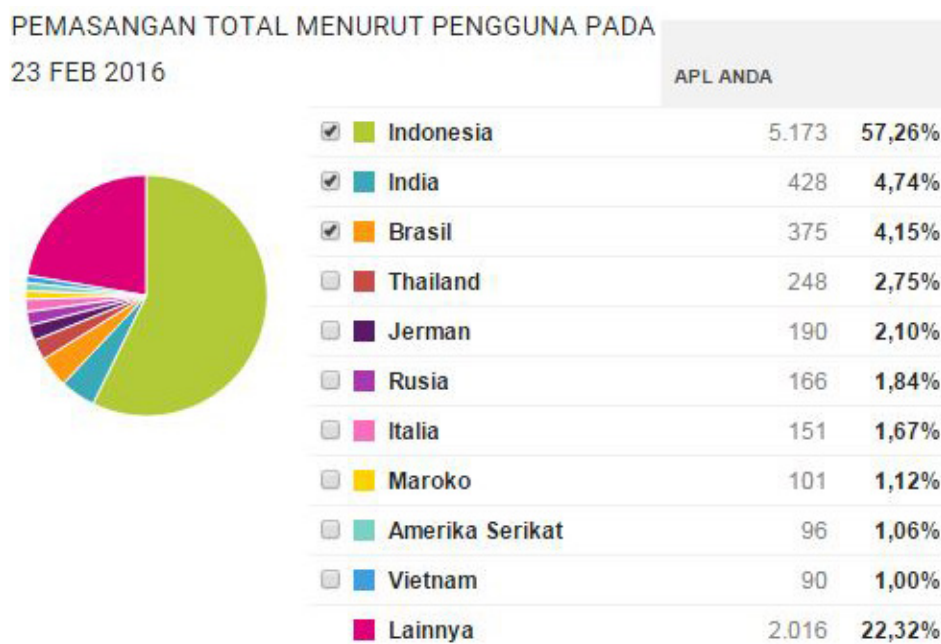 PEMASANGAN TOTAL MENURUT PENGGUNA PADA
23 FEB 2016
APL ANDA
Indonesia 5.173 57,26%
India 428 4,74%
Brasil 375 4,15%
Thailand 248 2,75%
Jerman 190 2,10%
Rusia 166 1,84%
Italia 151 1,67%
Maroko 101 1,12%
Amerika Serikat 96 1,06%
Vietnam 90 1,00%
Lainnya 2.016 22,32%